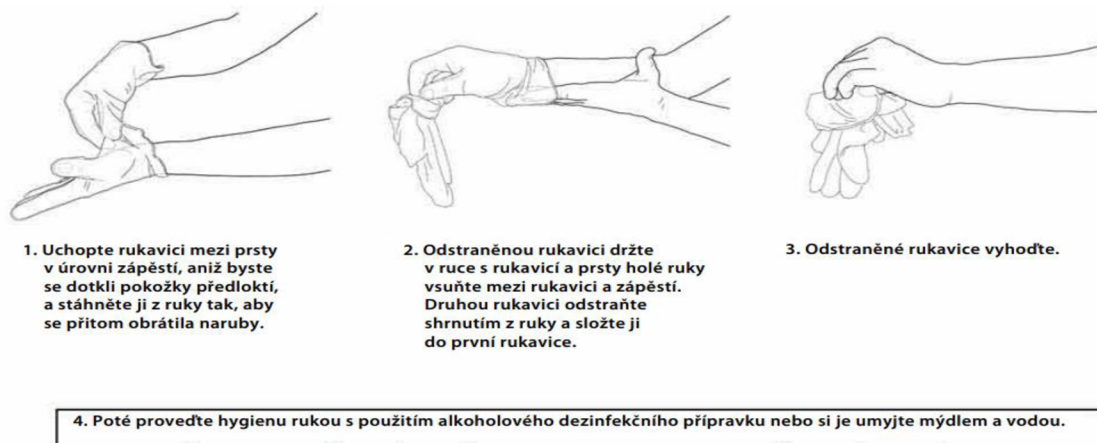 1. Uchopte rukavici mezi prsty
v úrovni zápěstí, aniž byste
se dotkli pokožky předloktí,
a stáhněte ji z ruky tak, aby
se přitom obrátila naruby.
2. Odstraněnou rukavici držte
v ruce s rukavicí a prsty holé ruky
vsuňte mezi rukavici a zápěstí.
Druhou rukavici odstraňte
shrnutím z ruky a složte ji
do první rukavice.
3. Odstraněné rukavice vyhoďte.
4. Poté proveďte hygienu rukou s použitím alkoholového dezinfekčního přípravku nebo si je umyjte mýdlem a vodou.